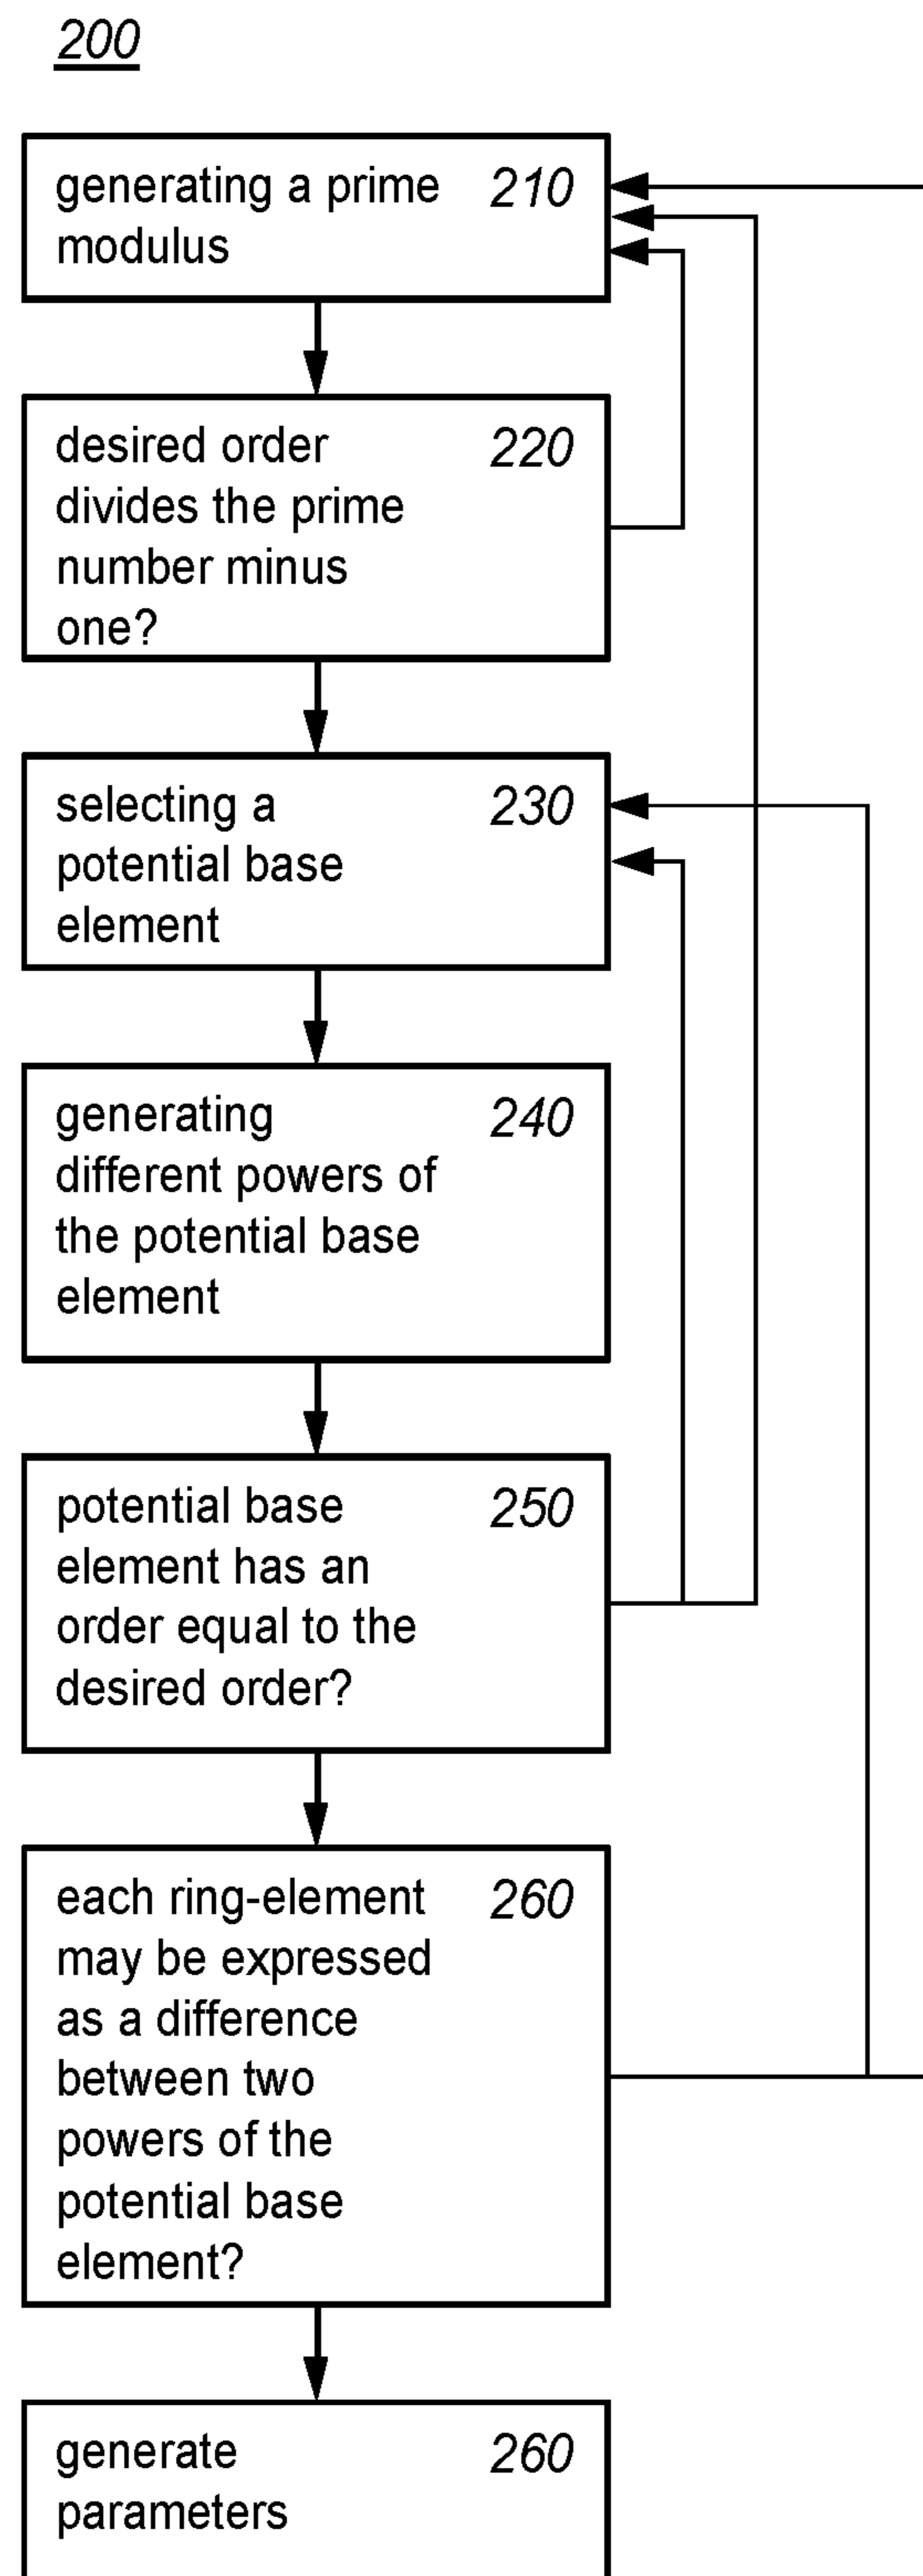 200
generating a prime 210
modulus
desired order 220
divides the prime
number minus
one?
selecting a 230
potential base
element
generating 240
different powers of
the potential base
element
potential base 250
element has an
order equal to the
desired order?
each ring-element 260
may be expressed
as a difference
between two
powers of the
potential base
element?
generate 260
parameters